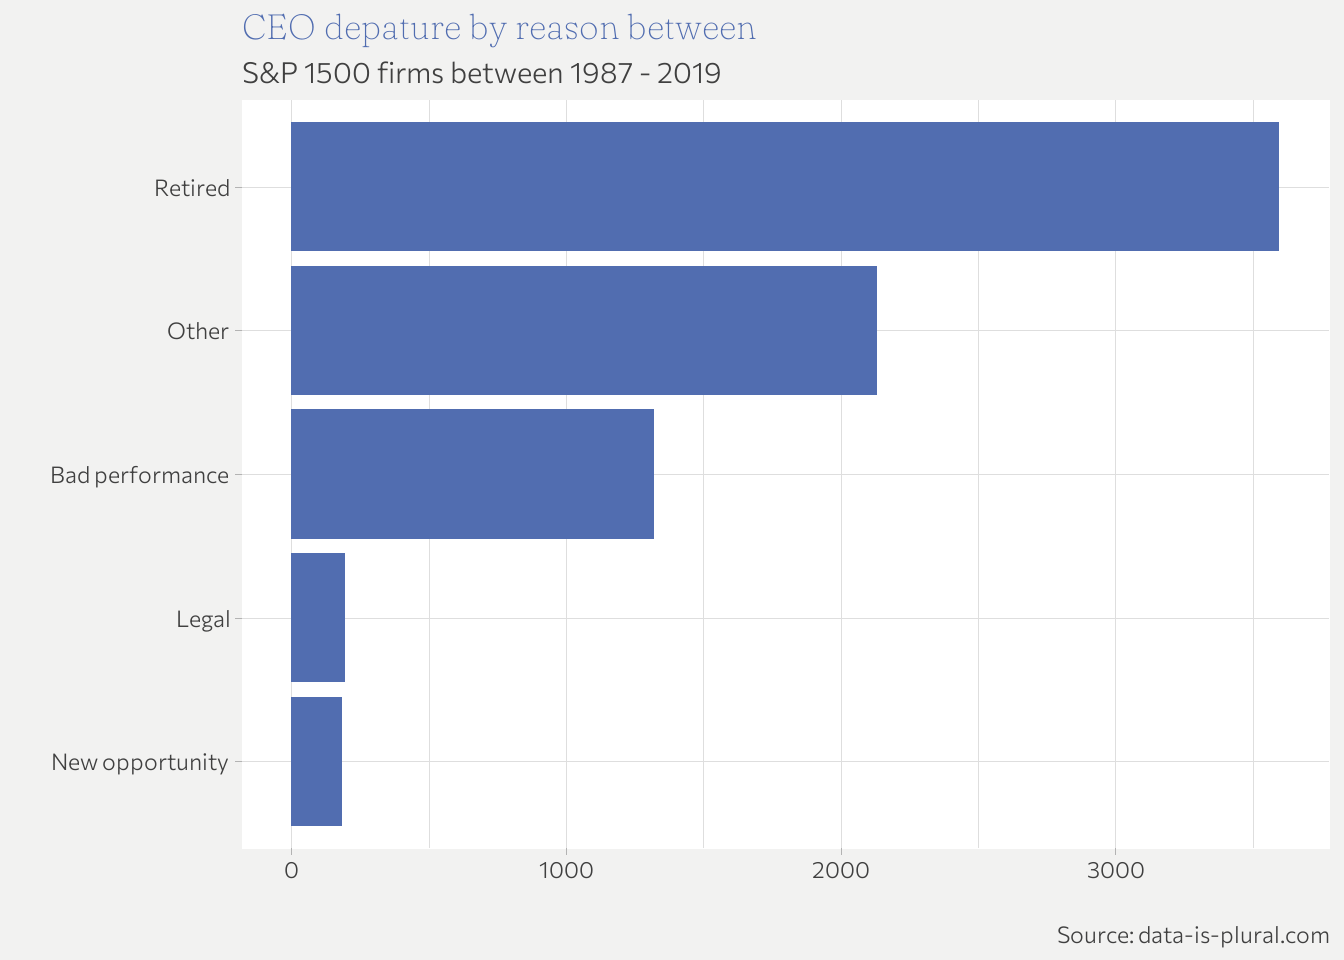 CEO depature by reason between
S&P 1500 firms between 1987 - 2019
Retired
Other
Bad performance
Legal
New opportunity
0 1000 2000 3000
Source: data-is-plural.com